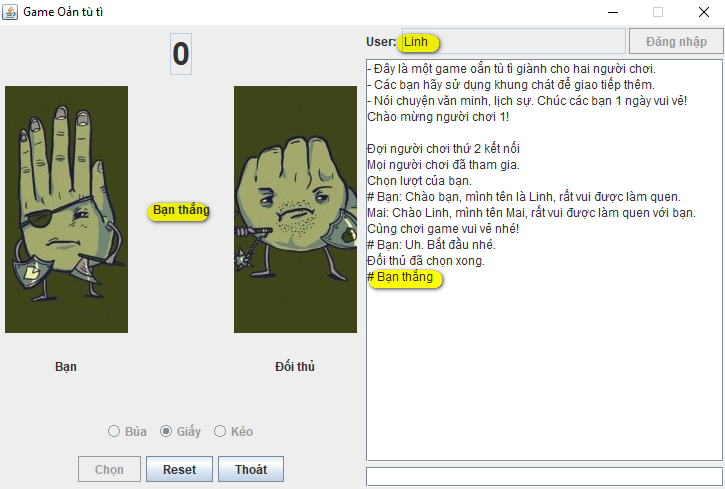 Game Oẳn tù tì
0
Bạn thắng
Bạn
Đối thủ
Búa
Giấy
Kéo
Chọn
Reset
Thoát
User:
Linh
Đăng nhập
- Đây là một game oẳn tù tì giành cho hai người chơi.
- Các bạn hãy sử dụng khung chát để giao tiếp thêm.
- Nói chuyện văn minh, lịch sự. Chúc các bạn 1 ngày vui vẻ!
Chào mừng người chơi 1!
Đợi người chơi thứ 2 kết nối
Mọi người chơi đã tham gia.
Chọn lượt của bạn.
# Bạn: Chào bạn, mình tên là Linh, rất vui được làm quen.
Mai: Chào Linh, mình tên Mai, rất vui được làm quen với bạn.
Cùng chơi game vui vẻ nhé!
# Bạn: Uh. Bắt đầu nhé.
Đối thủ đã chọn xong.
# Bạn thắng